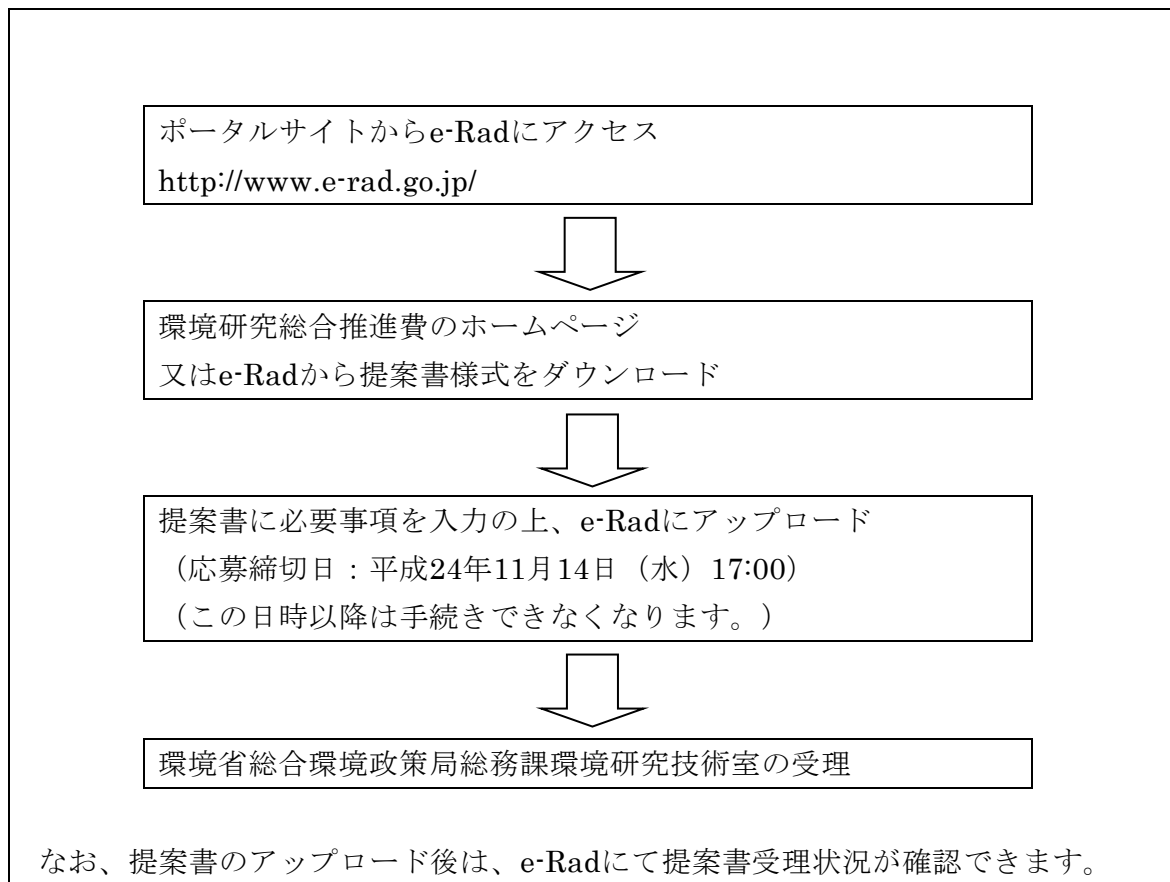 ポータルサイトからe-Radにアクセス
http://www.e-rad.go.jp/
環境研究総合推進費のホームページ
又はe-Radから提案書様式をダウンロード
提案書に必要事項を入力の上、e-Radにアップロード
（応募締切日：平成24年11月14日（水）17:00）
（この日時以降は手続きできなくなります。）
環境省総合環境政策局総務課環境研究技術室の受理
なお、提案書のアップロード後は、e-Radにて提案書受理状況が確認できます。